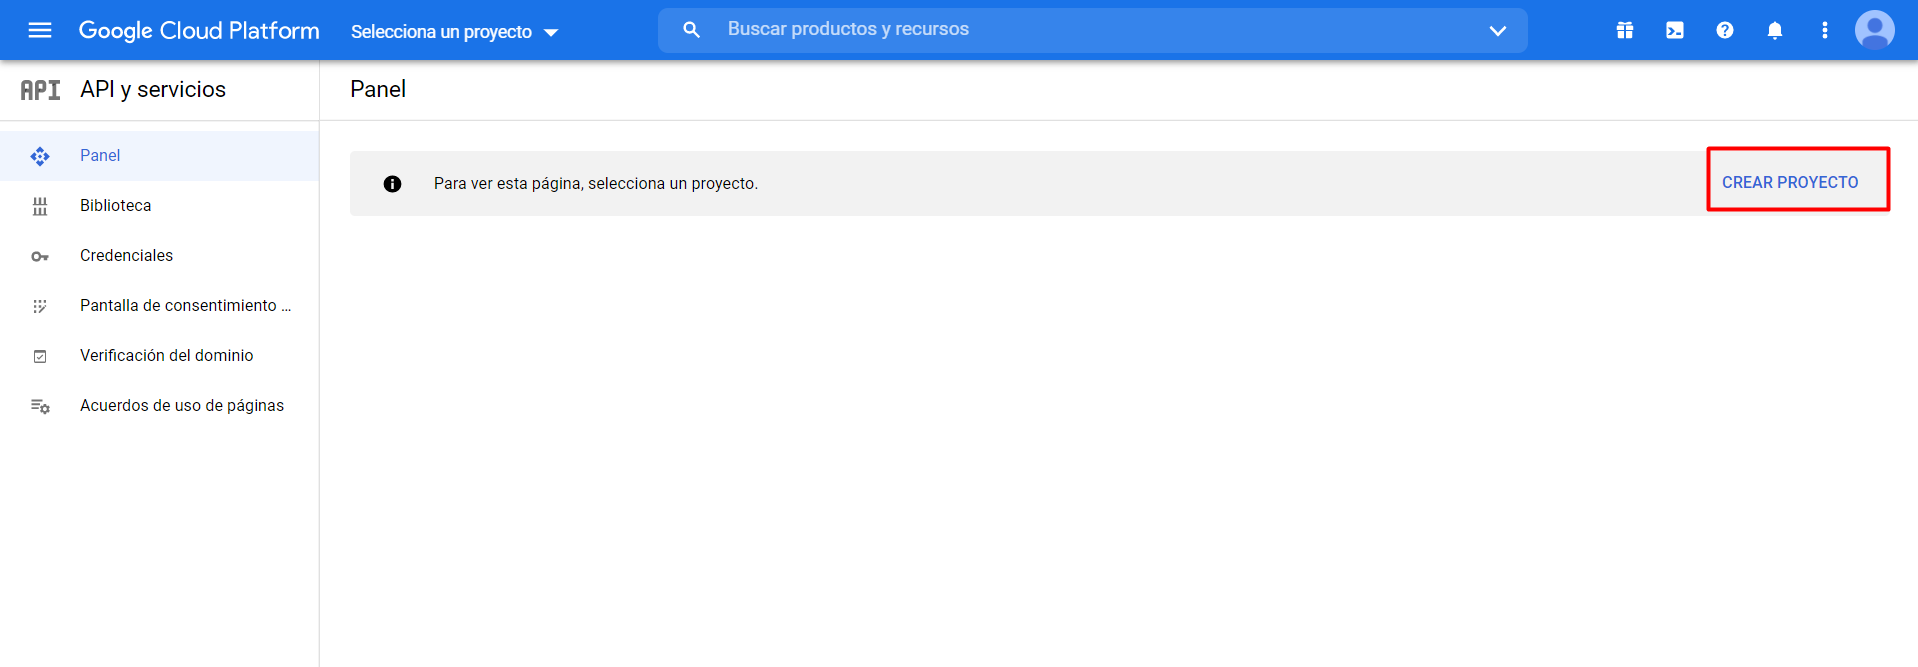 Google Cloud Platform
Selecciona un proyecto
Buscar productos y recursos
API
API y servicios
Panel
Panel
Biblioteca
Credenciales
Pantalla de consentimiento ...
Verificación del dominio
Acuerdos de uso de páginas
Para ver esta página, selecciona un proyecto.
CREAR PROYECTO